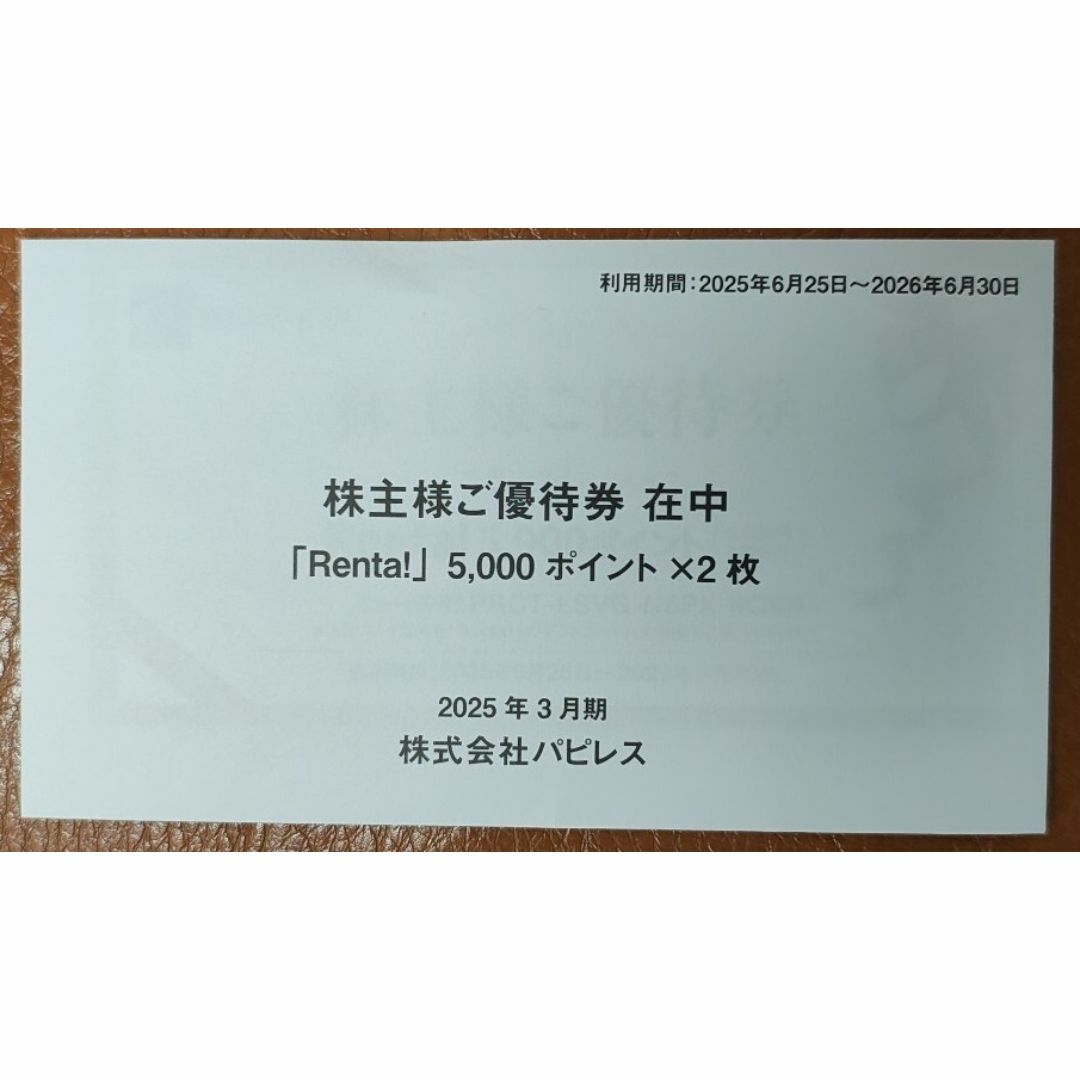 利用期間：2025年6月25日～2026年6月30日
株主様ご優待券 在中
「Renta!」 5,000 ポイント ×2 枚
2025 年 3 月期
株式会社パピレス